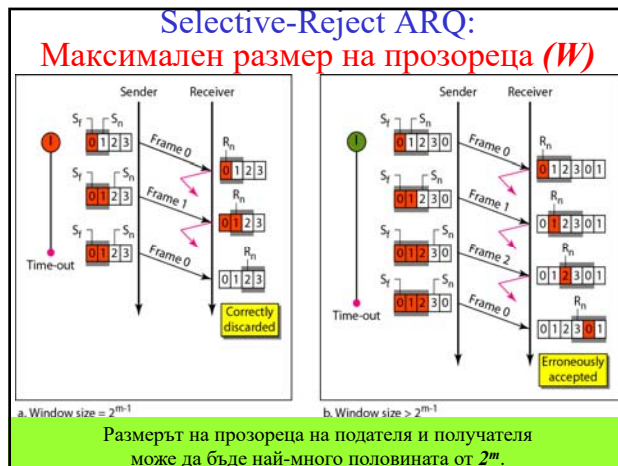 Selective-Reject ARQ:
Максимален размер на прозореца (W)
Sender Receiver
Sf Sn
0 1 2 3
Frame 0
Rn
0 1 2 3
Sf Sn
0 1 2 3
Frame 1
Rn
0 1 2 3
Sf Sn
0 1 2 3
Frame 0
Rn
0 1 2 3
Time-out
Correctly
discarded
a. Window size = 2^m-1
Sender Receiver
Sf Sn
0 1 2 3 0
Frame 0
Rn
0 1 2 3 0 1
Sf Sn
0 1 2 3 0
Frame 1
Rn
0 1 2 3 0 1
Sf Sn
0 1 2 3 0
Frame 2
Rn
0 1 2 3 0 1
Sf Sn
0 1 2 3 0
Frame 0
Rn
0 1 2 3 0 1
Time-out
Erroneously
accepted
b. Window size > 2^m-1
Размерът на прозореца на подателя и получателя
може да бъде най-много половината от 2^m.